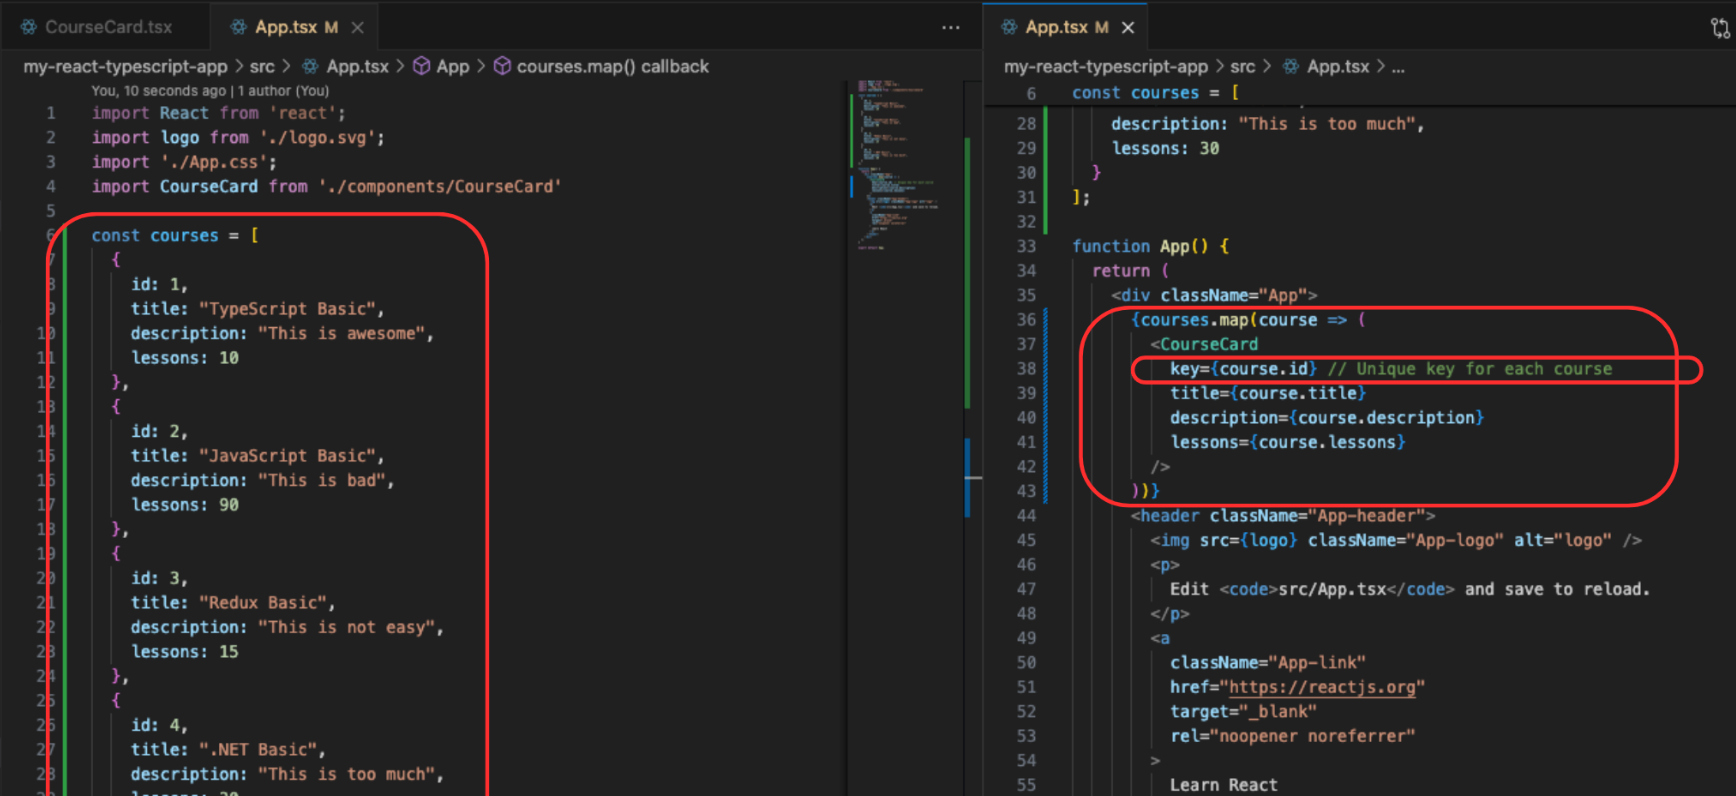 CourseCard.tsx
App.tsx M
my-react-typescript-app > src > App.tsx > App > courses.map() callback
You, 10 seconds ago | 1 author (You)
1 import React from 'react';
2 import logo from './logo.svg';
3 import './App.css';
4 import CourseCard from './components/CourseCard'
5
6 const courses = [
7 {
8 id: 1,
9 title: "TypeScript Basic",
10 description: "This is awesome",
11 lessons: 10
12 },
13 {
14 id: 2,
15 title: "JavaScript Basic",
16 description: "This is bad",
17 lessons: 90
18 },
19 {
20 id: 3,
21 title: "Redux Basic",
22 description: "This is not easy",
23 lessons: 15
24 },
25 {
26 id: 4,
27 title: ".NET Basic",
28 description: "This is too much",
29 lessons: 30
App.tsx M
my-react-typescript-app > src > App.tsx > ...
6 const courses = [
28 description: "This is too much",
29 lessons: 30
30 }
31 ];
32
33 function App() {
34 return (
35 <div className="App">
36 {courses.map(course => (
37 <CourseCard
38 key={course.id} // Unique key for each course
39 title={course.title}
40 description={course.description}
41 lessons={course.lessons}
42 />
43 ))}
44 <header className="App-header">
45 <img src={logo} className="App-logo" alt="logo" />
46 <p>
47 Edit <code>src/App.tsx</code> and save to reload.
48 </p>
49 <a
50 className="App-link"
51 href="https://reactjs.org"
52 target="_blank"
53 rel="noopener noreferrer"
54 >
55 Learn React